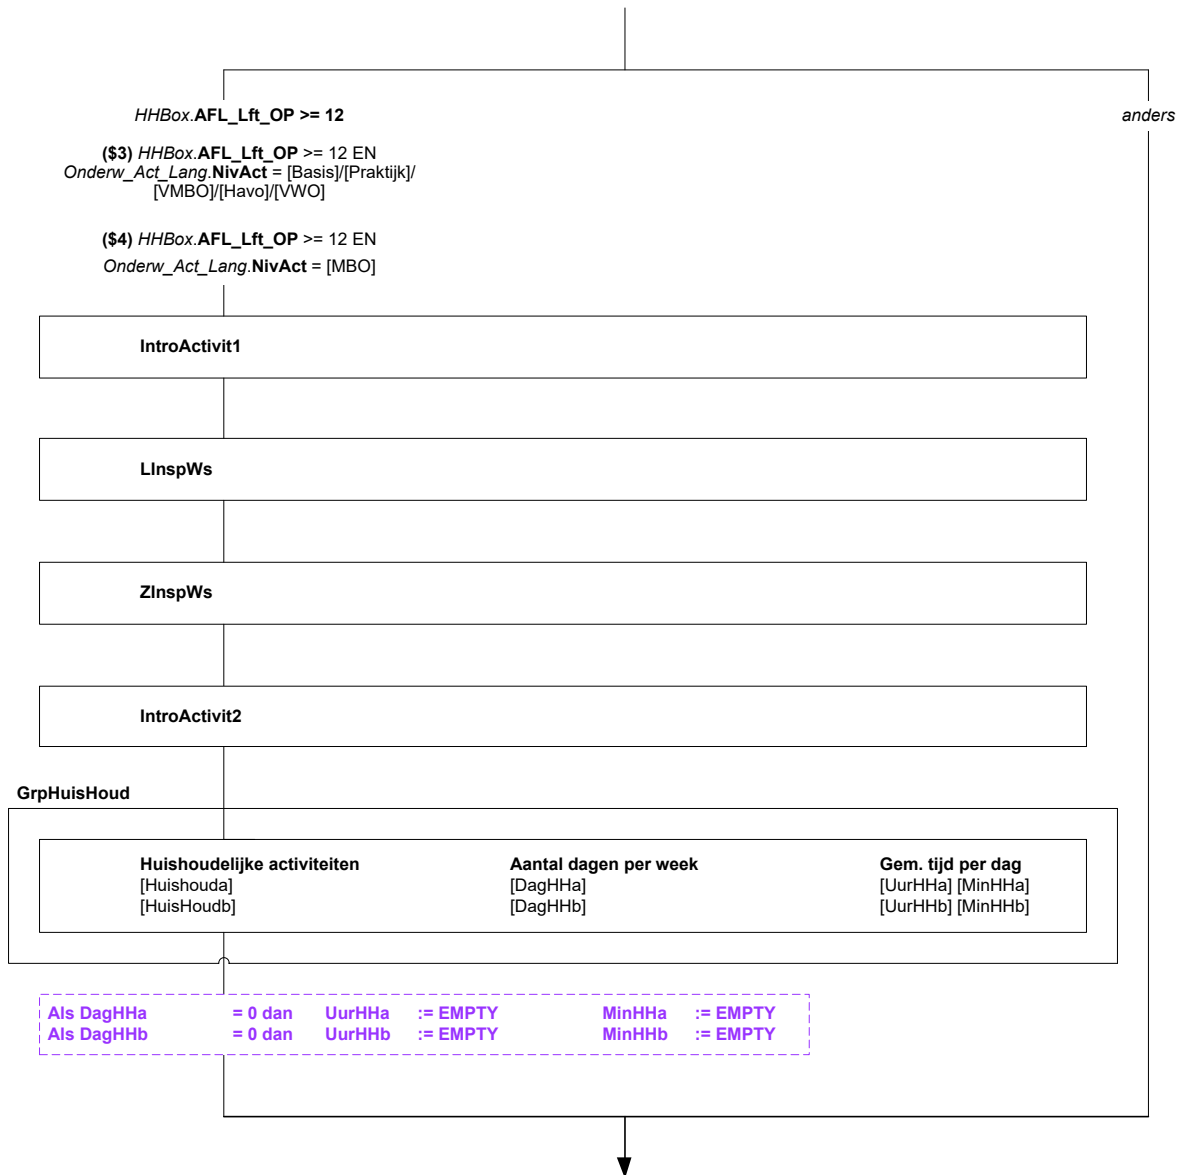 HHBox.AFL_Lft_OP >= 12
anders
($3) HHBox.AFL_Lft_OP >= 12 EN
Onderw_Act_Lang.NivAct = [Basis]/[Praktijk]/
[VMBO]/[Havo]/[VWO]
($4) HHBox.AFL_Lft_OP >= 12 EN
Onderw_Act_Lang.NivAct = [MBO]
IntroActivit1
LInspWs
ZInspWs
IntroActivit2
GrpHuisHoud
Huishoudelijke activiteiten Aantal dagen per week Gem. tijd per dag
[Huishouda] [DagHHa] [UurHHa] [MinHHa]
[HuisHoudb] [DagHHb] [UurHHb] [MinHHb]
Als DagHHa = 0 dan UurHHa := EMPTY MinHHa := EMPTY
Als DagHHb = 0 dan UurHHb := EMPTY MinHHb := EMPTY